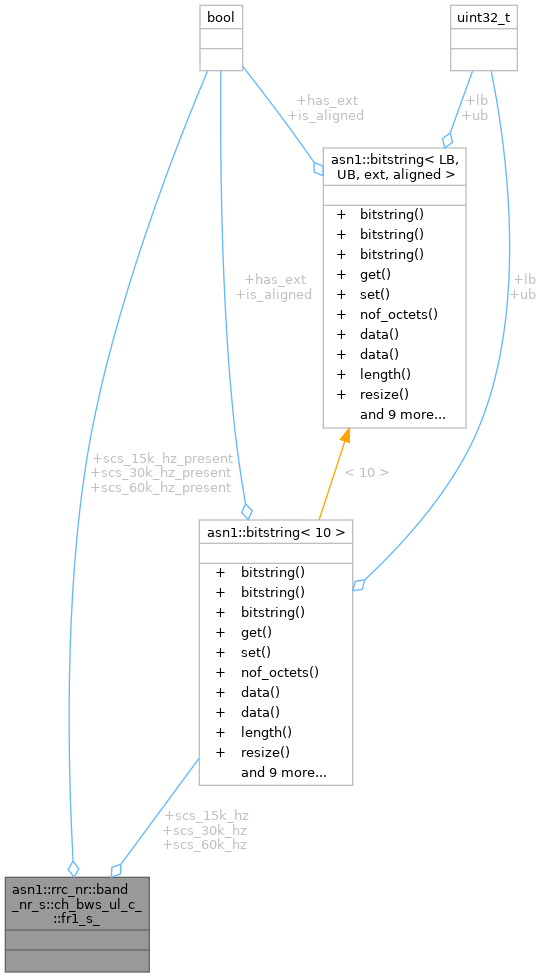 bool
uint32_t
+has_ext
+is_aligned
+lb
+ub
asn1::bitstring< LB,
UB, ext, aligned >
+ bitstring()
+ bitstring()
+ bitstring()
+ get()
+ set()
+ nof_octets()
+ data()
+ data()
+ length()
+ resize()
and 9 more...
+has_ext
+is_aligned
+lb
+ub
+scs_15k_hz_present
+scs_30k_hz_present
+scs_60k_hz_present
< 10 >
asn1::bitstring< 10 >
+ bitstring()
+ bitstring()
+ bitstring()
+ get()
+ set()
+ nof_octets()
+ data()
+ data()
+ length()
+ resize()
and 9 more...
+scs_15k_hz
+scs_30k_hz
+scs_60k_hz
asn1::rrc_nr::band
_nr_s::ch_bws_ul_c_
::fr1_s_